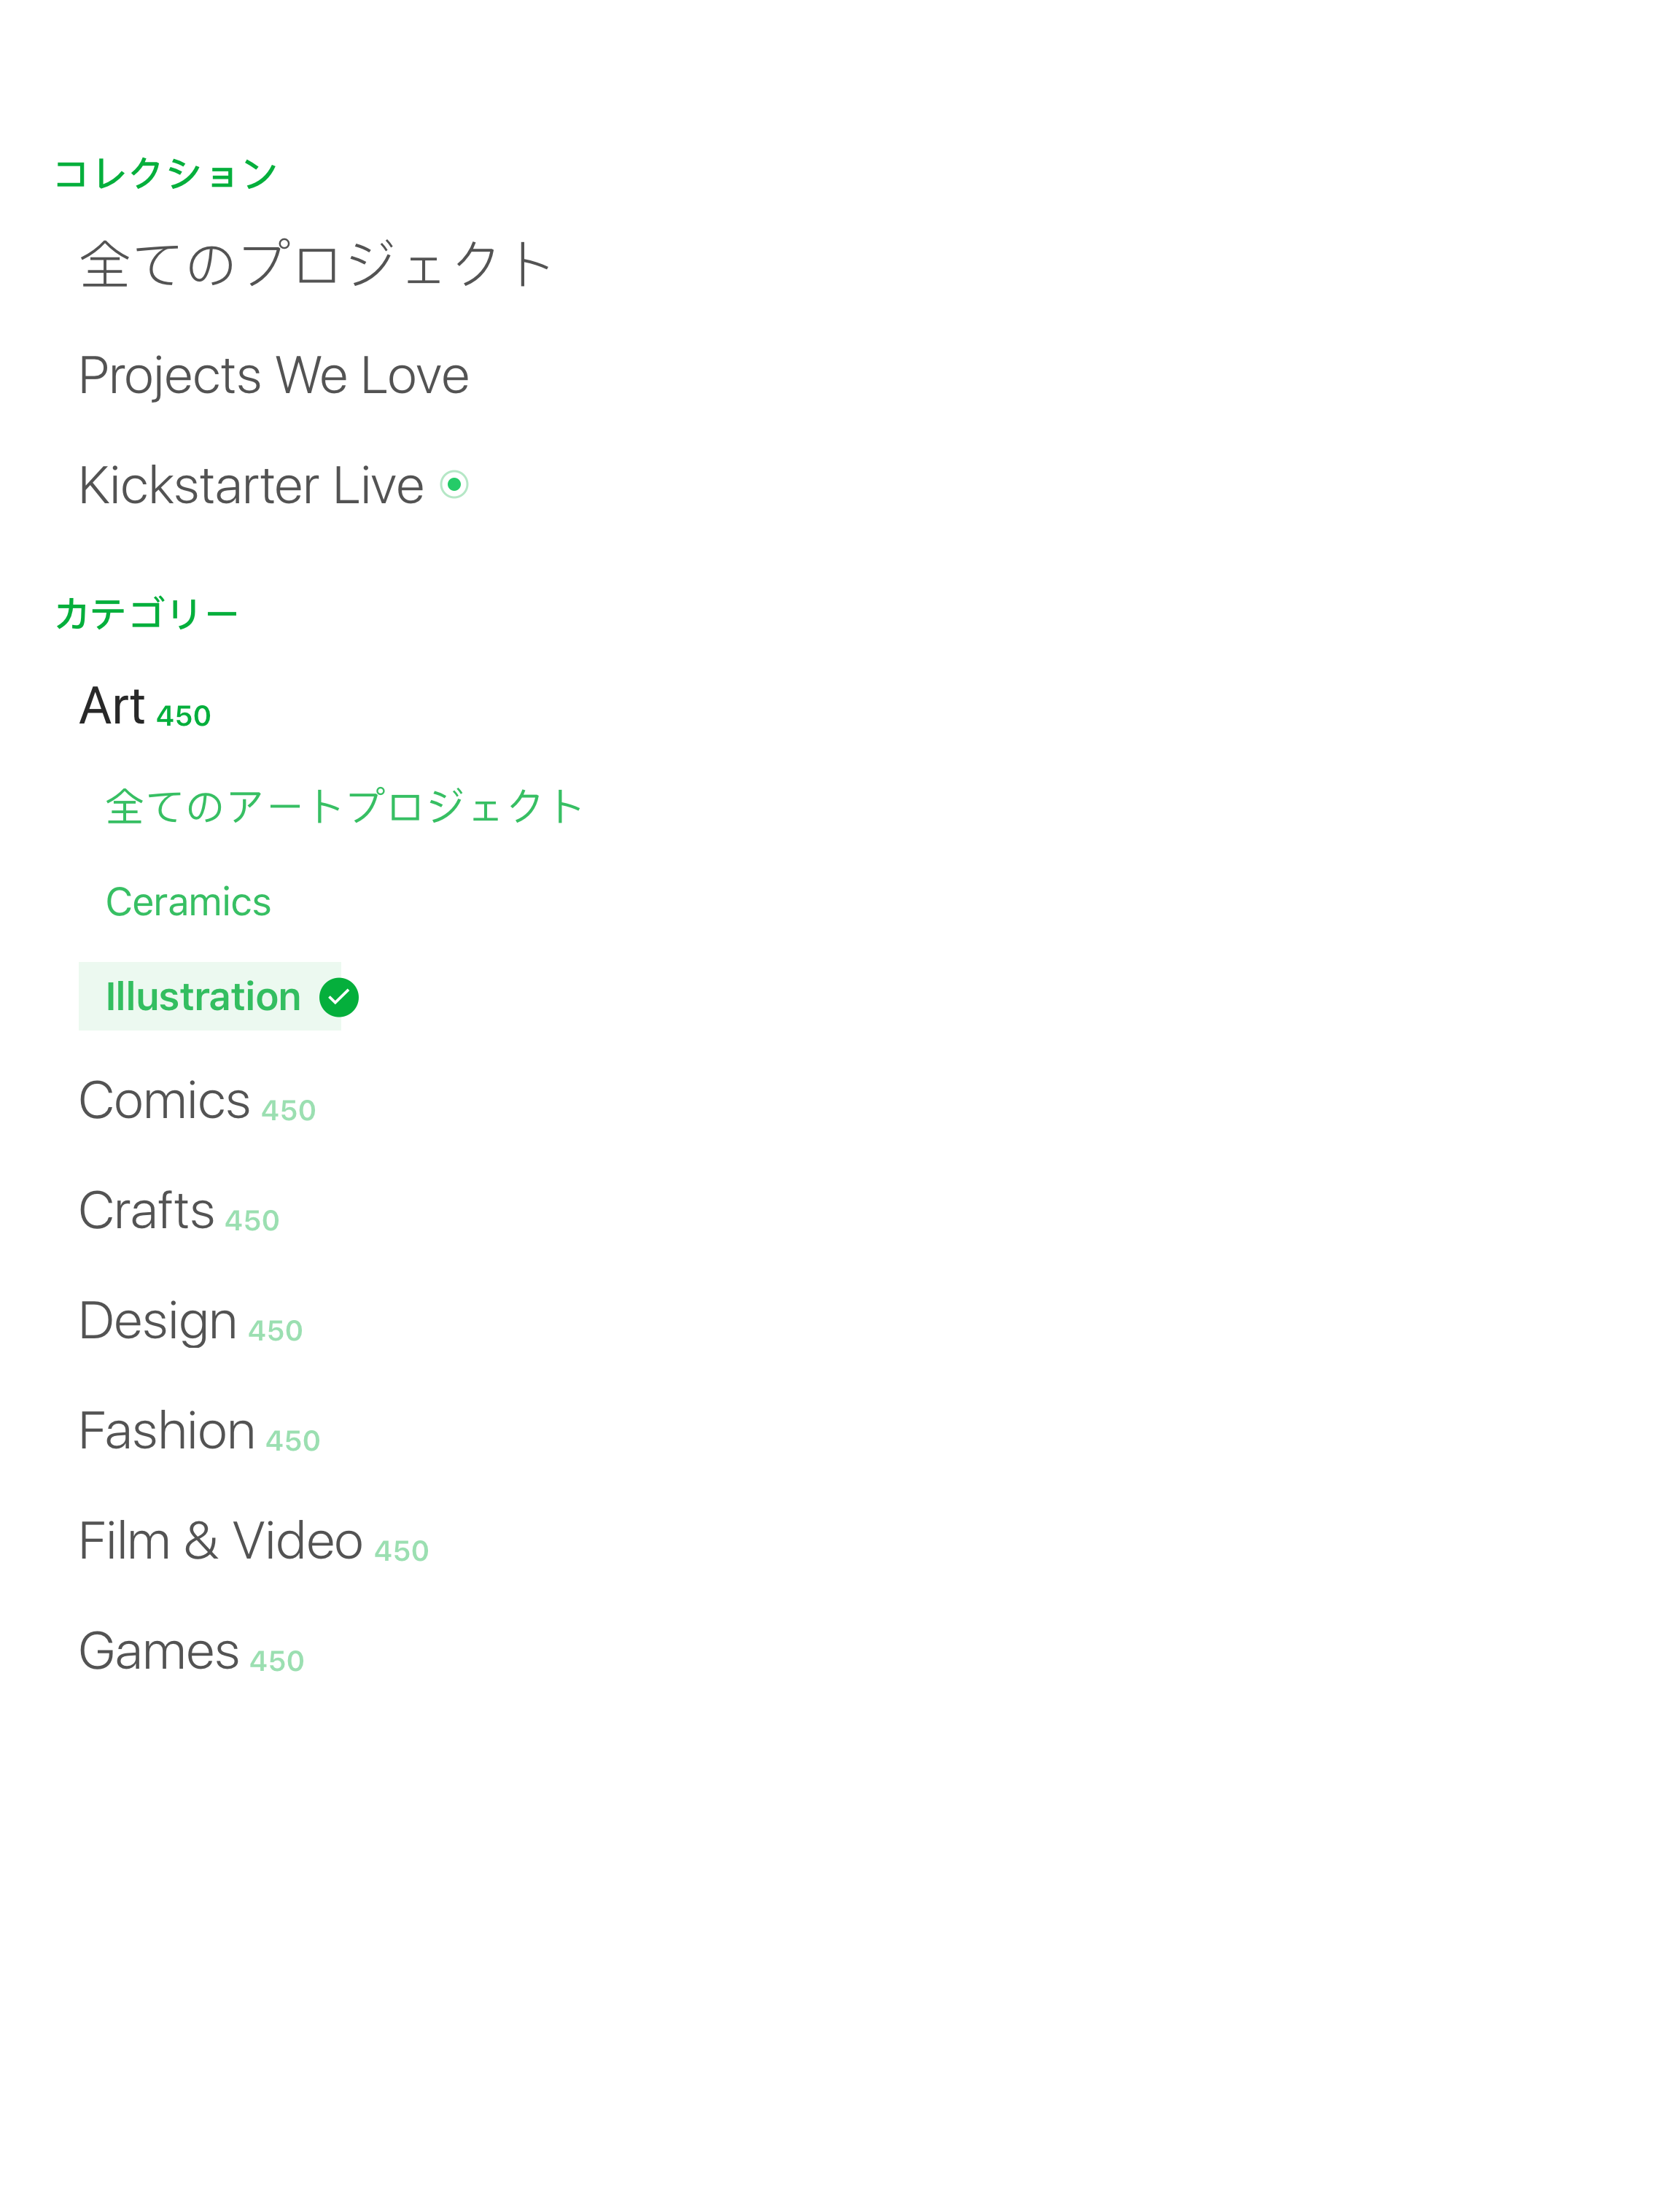 コレクション
全てのプロジェクト
Projects We Love
Kickstarter Live
カテゴリー
Art 450
全てのアートプロジェクト
Ceramics
Illustration
Comics 450
Crafts 450
Design 450
Fashion 450
Film & Video 450
Games 450